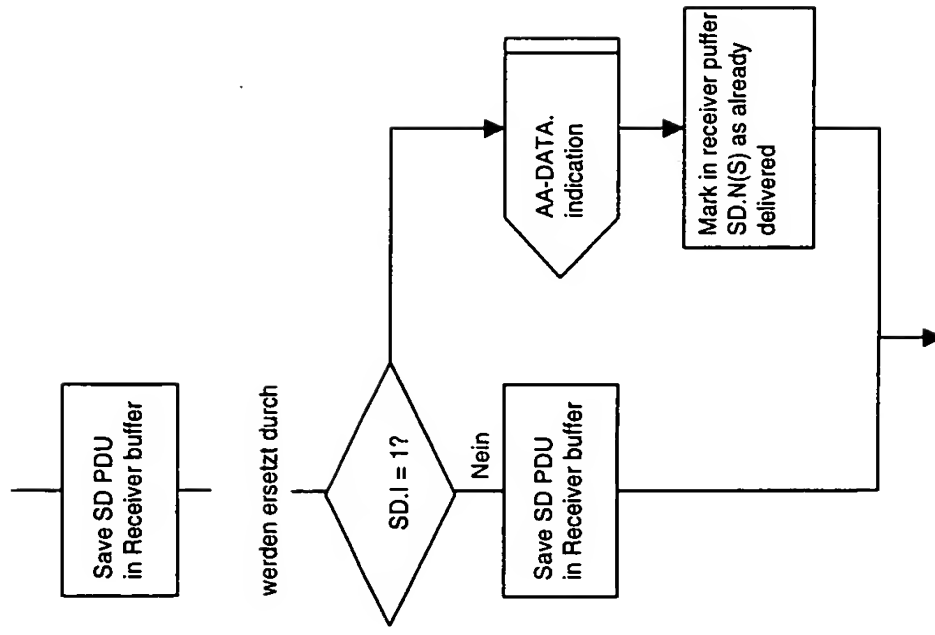 Save SD PDU
in Receiver buffer
werden ersetzt durch
SD.I = 1?
Nein
Save SD PDU
in Receiver buffer
AA-DATA.
indication
Mark in receiver puffer
SD.N(S) as already
delivered